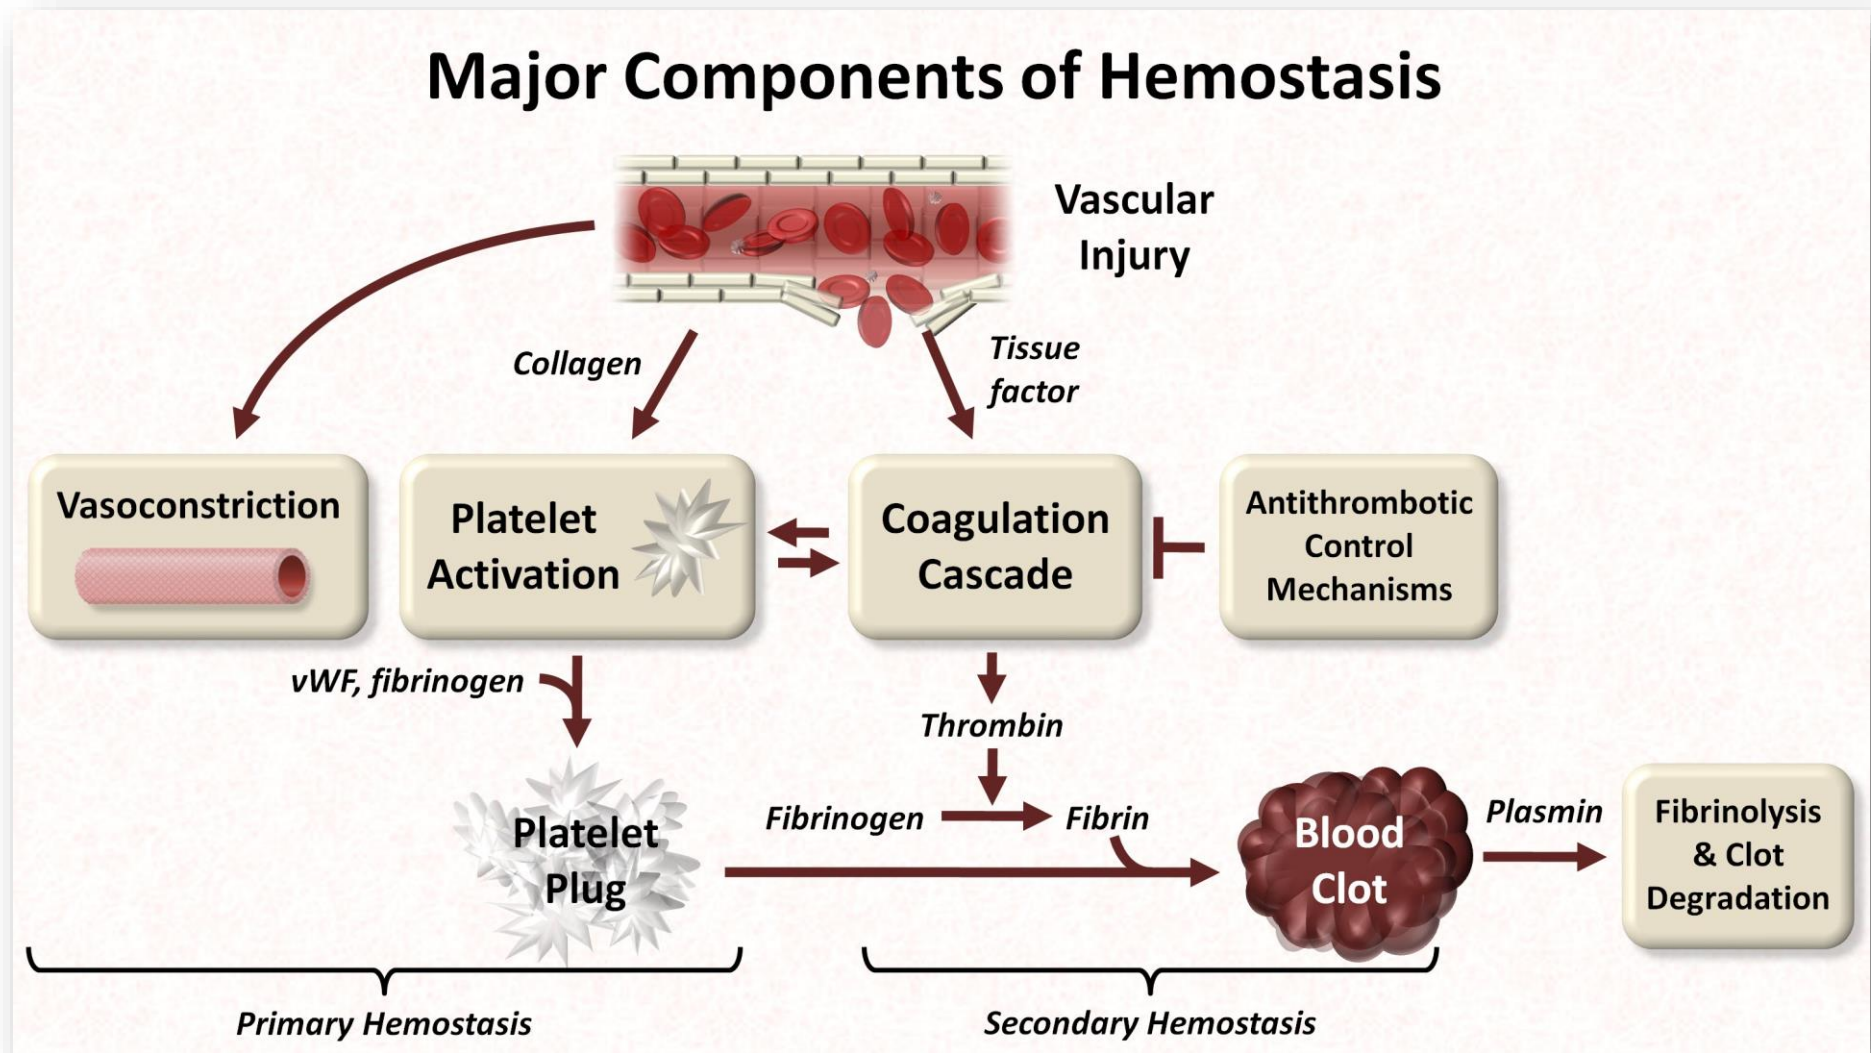 Major Components of Hemostasis
Vascular
Injury
Collagen
Tissue
factor
Vasoconstriction
Platelet
Activation
Coagulation
Cascade
Antithrombotic
Control
Mechanisms
vWF, fibrinogen
Thrombin
Platelet
Plug
Fibrinogen
Fibrin
Blood
Clot
Plasmin
Fibrinolysis
& Clot
Degradation
Primary Hemostasis
Secondary Hemostasis